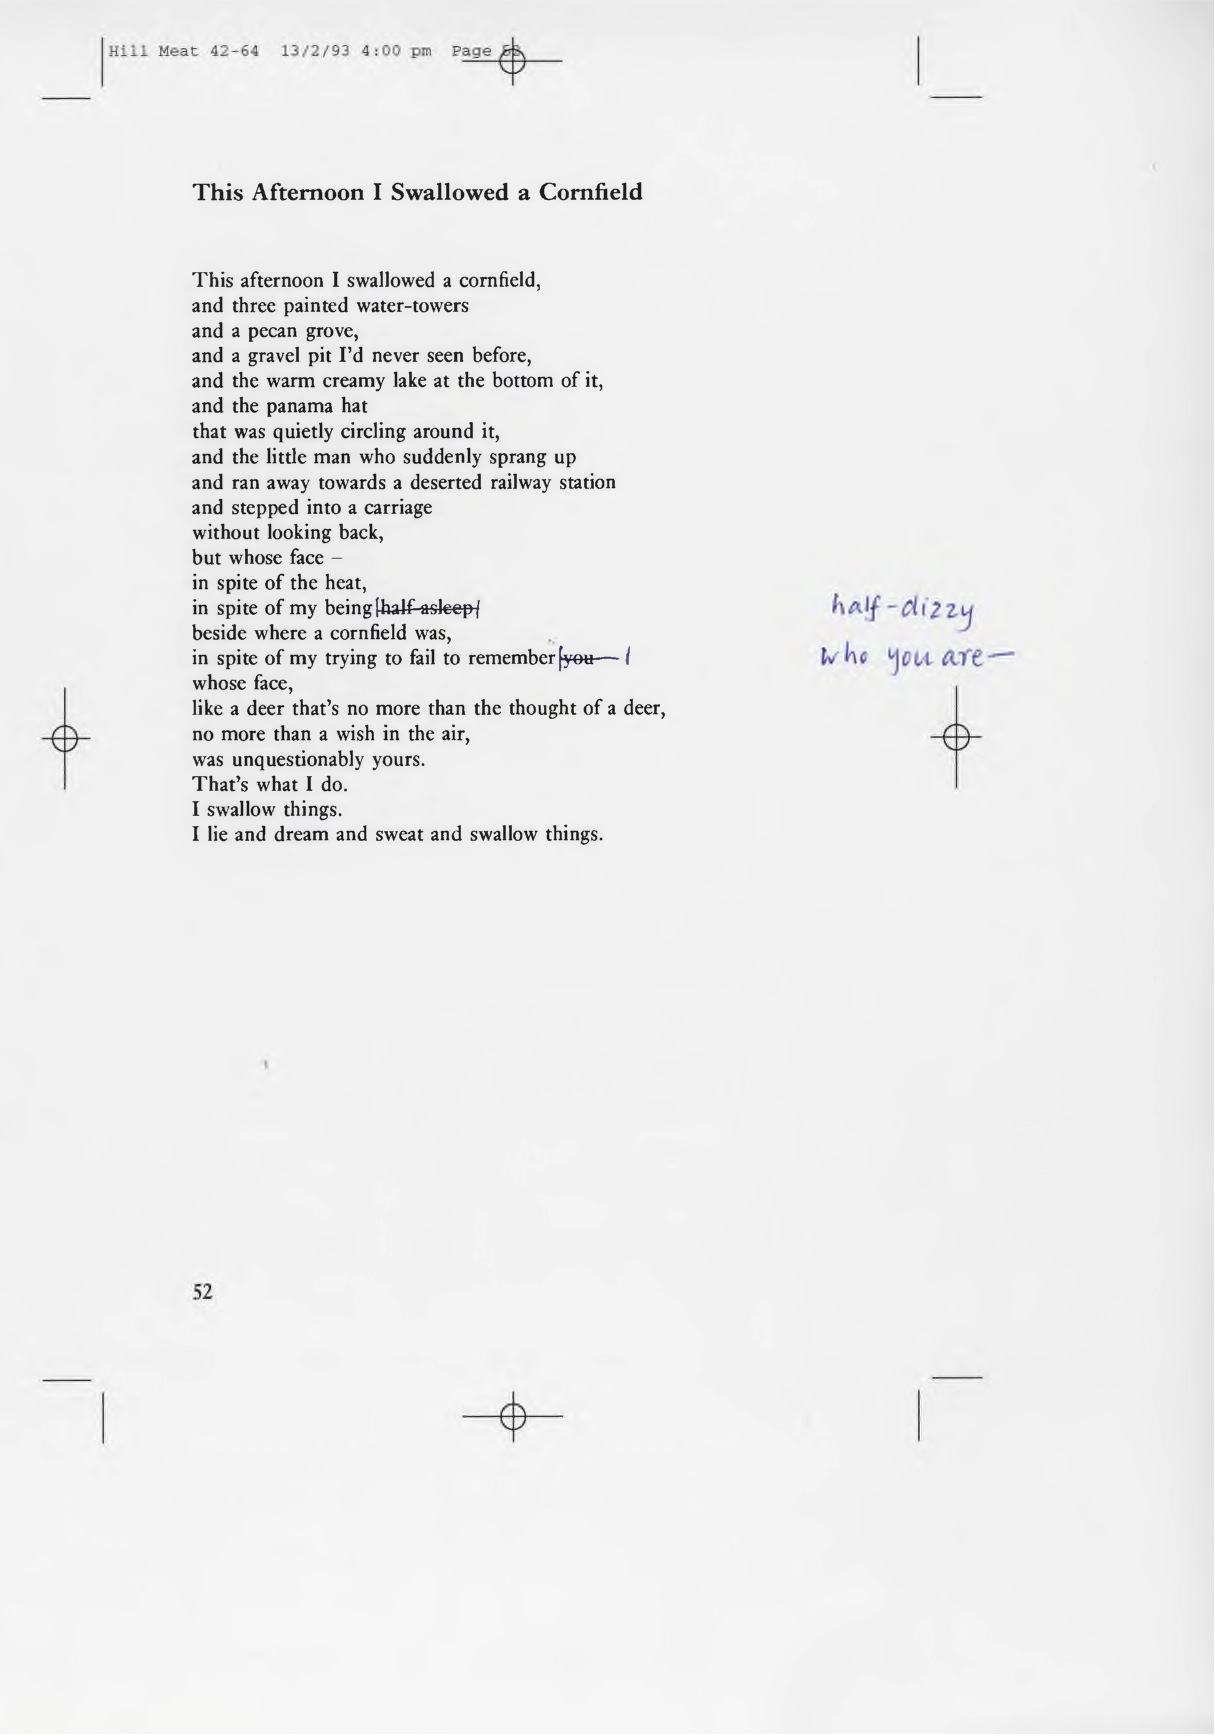 Hill Meat 42-64 13/2/93 4:00 pm Page
This Afternoon I Swallowed a Cornfield
This afternoon I swallowed a cornfield,
and three painted water-towers
and a pecan grove,
and a gravel pit I'd never seen before,
and the warm creamy lake at the bottom of it,
and the panama hat
that was quietly circling around it,
and the little man who suddenly sprang up
and ran away towards a deserted railway station
and stepped into a carriage
without looking back,
but whose face –
in spite of the heat,
in spite of my being half-asleep half-dizzy
beside where a cornfield was,
in spite of my trying to fail to remember you – who you are –
whose face,
like a deer that's no more than the thought of a deer,
no more than a wish in the air,
was unquestionably yours.
That's what I do.
I swallow things.
I lie and dream and sweat and swallow things.
52